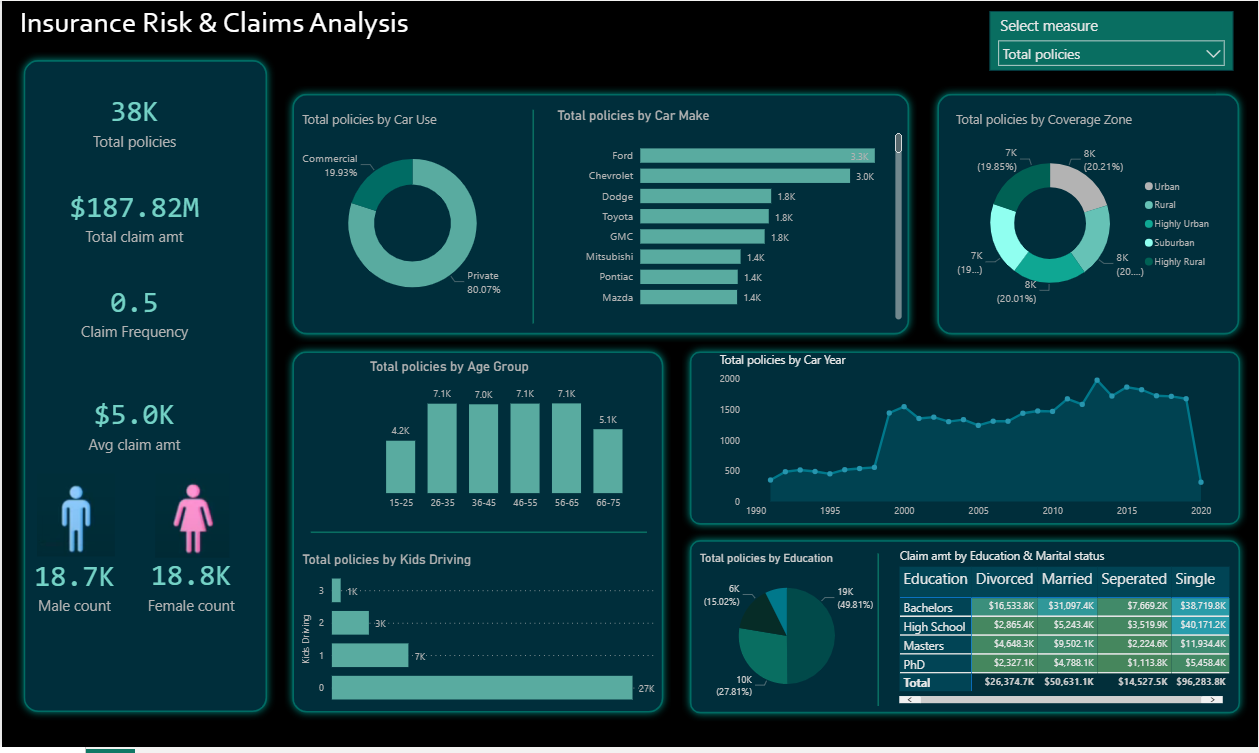 Insurance Risk & Claims Analysis
Select measure
Total policies
38K
Total policies
$187.82M
Total claim amt
0.5
Claim Frequency
$5.0K
Avg claim amt
18.7K
Male count
18.8K
Female count
Total policies by Car Use
Commercial
19.93%
Private
80.07%
Total policies by Car Make
Ford 3.3K
Chevrolet 3.0K
Dodge 1.8K
Toyota 1.8K
GMC 1.8K
Mitsubishi 1.4K
Pontiac 1.4K
Mazda 1.4K
Total policies by Coverage Zone
7K
(19.85%)
8K
(20.21%)
7K
(19...)
8K
(20....)
8K
(20.01%)
Urban
Rural
Highly Urban
Suburban
Highly Rural
Total policies by Age Group
4.2K 7.1K 7.0K 7.1K 7.1K 5.1K
15-25 26-35 36-45 46-55 56-65 66-75
Total policies by Kids Driving
Kids Driving
3 1K
2 3K
1 7K
0 27K
Total policies by Car Year
2000
1500
1000
500
0
1990 1995 2000 2005 2010 2015 2020
Total policies by Education
6K
(15.02%)
19K
(49.81%)
10K
(27.81%)
Claim amt by Education & Marital status
Education Divorced Married Seperated Single
Bachelors $16,533.8K $31,097.4K $7,669.2K $38,719.8K
High School $2,865.4K $5,243.4K $3,519.9K $40,171.2K
Masters $4,648.3K $9,502.1K $2,224.6K $11,934.4K
PhD $2,327.1K $4,788.1K $1,113.8K $5,458.4K
Total $26,374.7K $50,631.1K $14,527.5K $96,283.8K